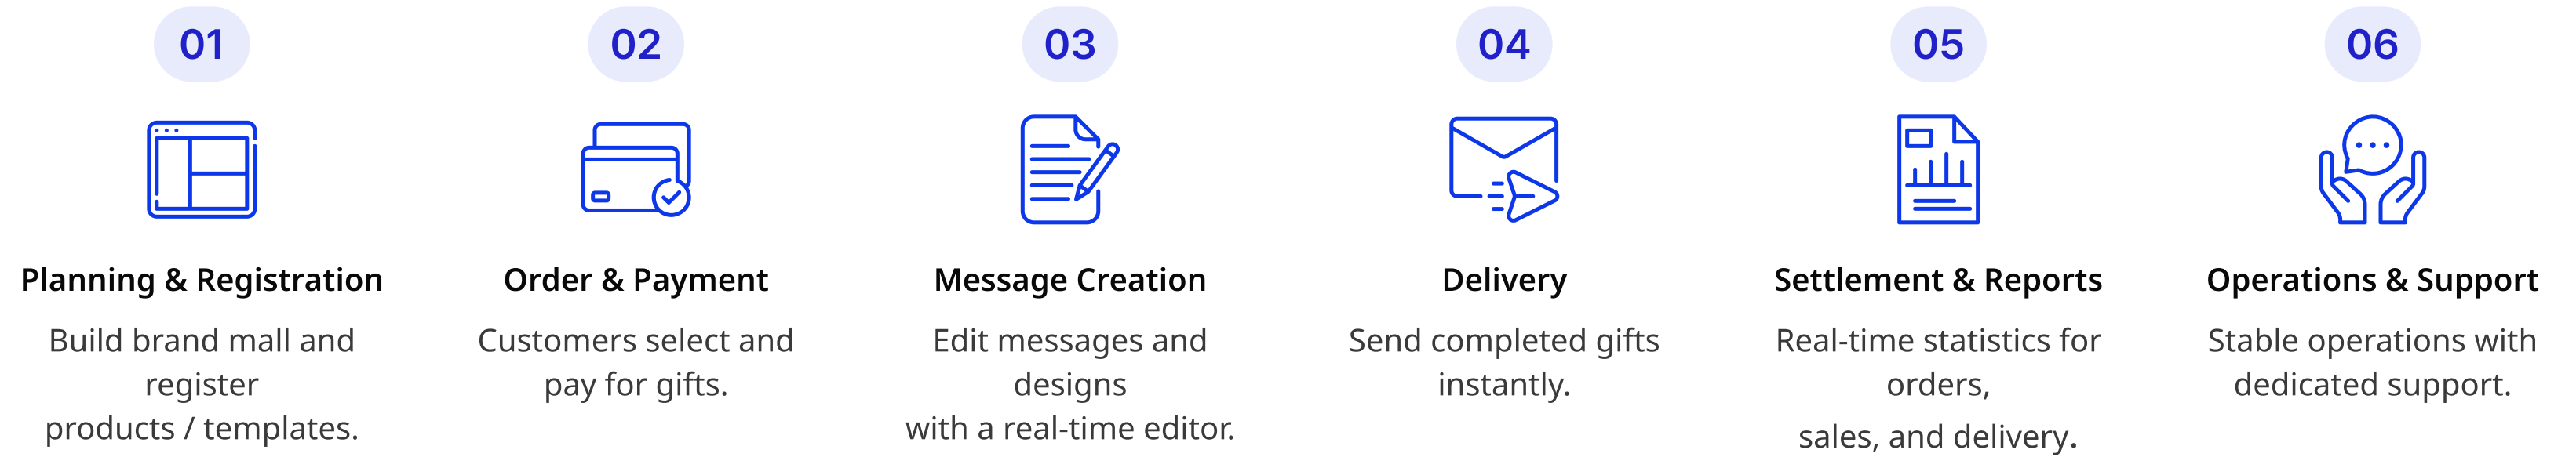 01
Planning & Registration
Build brand mall and
register
products / templates.
02
Order & Payment
Customers select and
pay for gifts.
03
Message Creation
Edit messages and
designs
with a real-time editor.
04
Delivery
Send completed gifts
instantly.
05
Settlement & Reports
Real-time statistics for
orders,
sales, and delivery.
06
Operations & Support
Stable operations with
dedicated support.